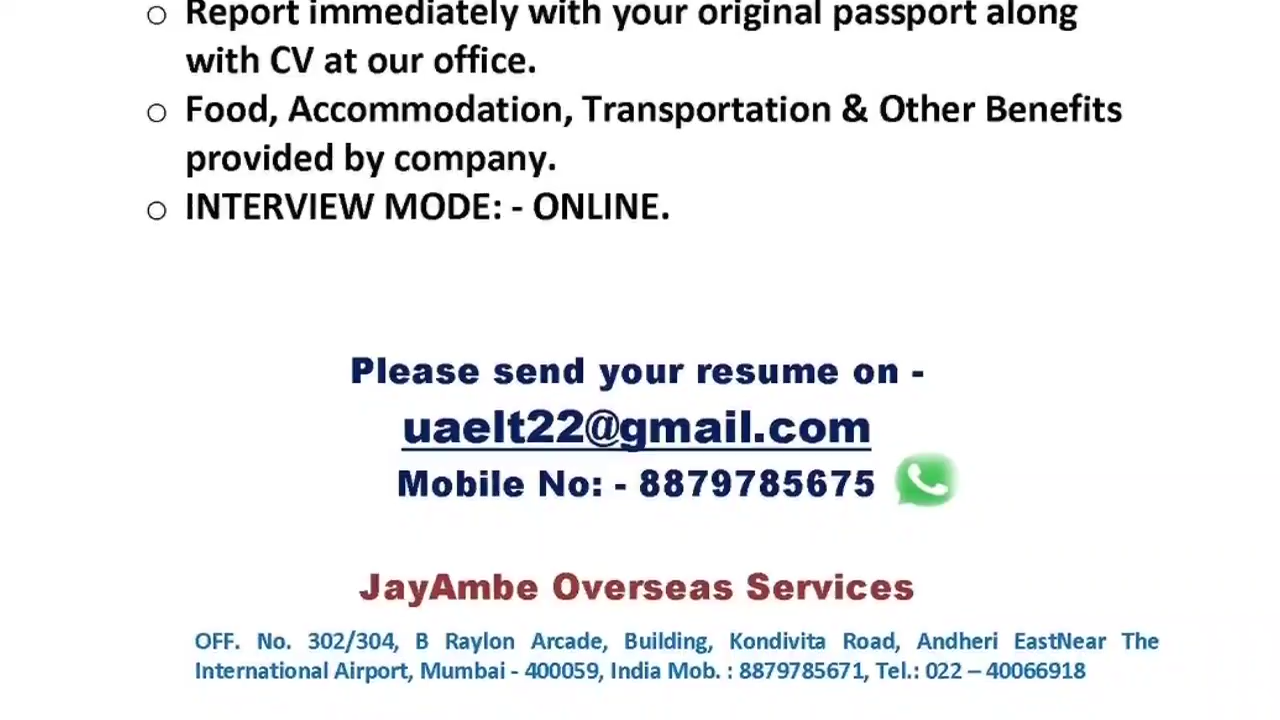 o Report immediately with your original passport along
with CV at our office.
o Food, Accommodation, Transportation & Other Benefits
provided by company.
o INTERVIEW MODE: - ONLINE.
Please send your resume on -
uaelt22@gmail.com
Mobile No: - 8879785675
JayAmbe Overseas Services
OFF. No. 302/304, B Raylon Arcade, Building, Kondivita Road, Andheri EastNear The
International Airport, Mumbai - 400059, India Mob. : 8879785671, Tel.: 022 – 40066918